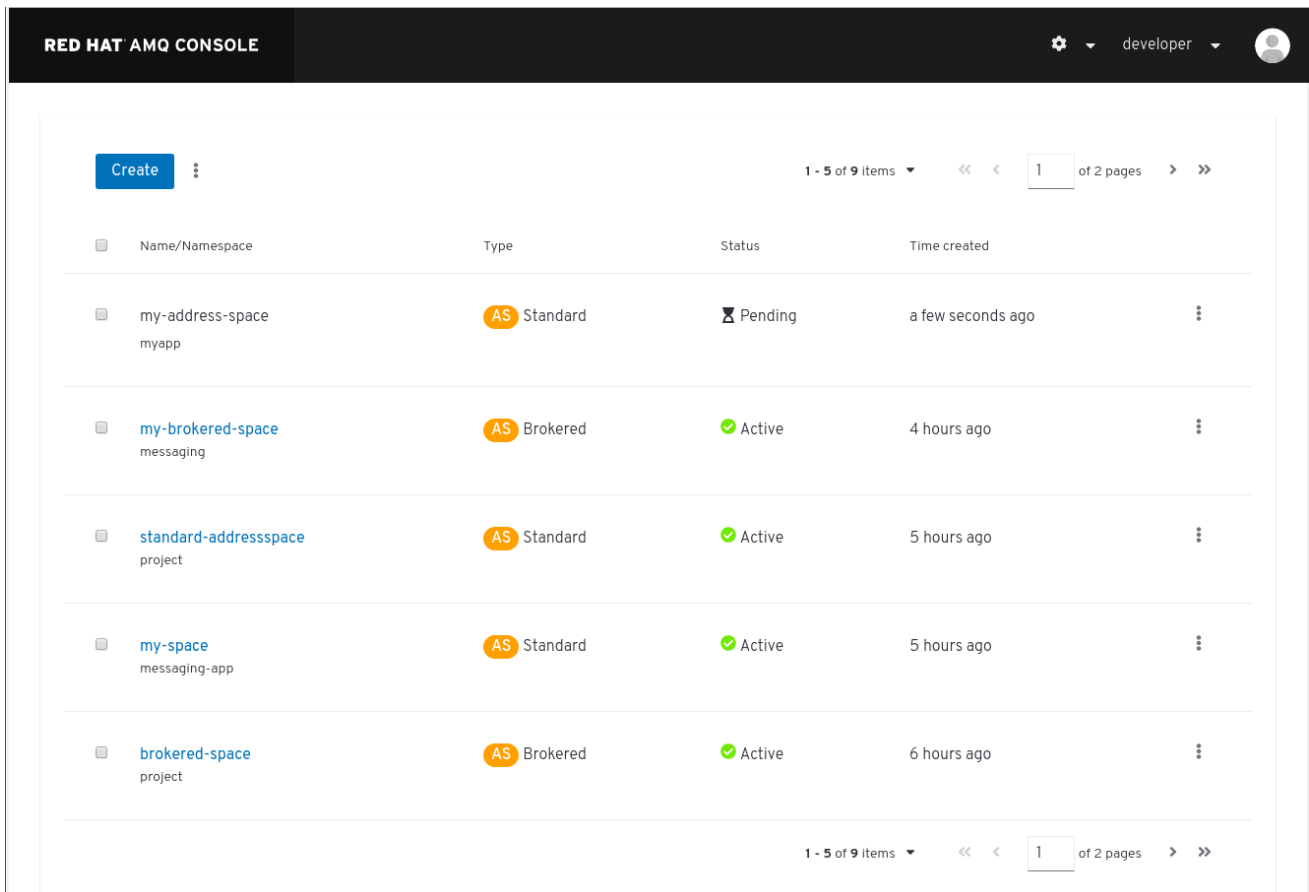 RED HAT AMQ CONSOLE developer
Create 1 - 5 of 9 items 1 of 2 pages
Name/Namespace Type Status Time created
my-address-space AS Standard Pending a few seconds ago
myapp
my-brokered-space AS Brokered Active 4 hours ago
messaging
standard-addressspace AS Standard Active 5 hours ago
project
my-space AS Standard Active 5 hours ago
messaging-app
brokered-space AS Brokered Active 6 hours ago
project
1 - 5 of 9 items 1 of 2 pages